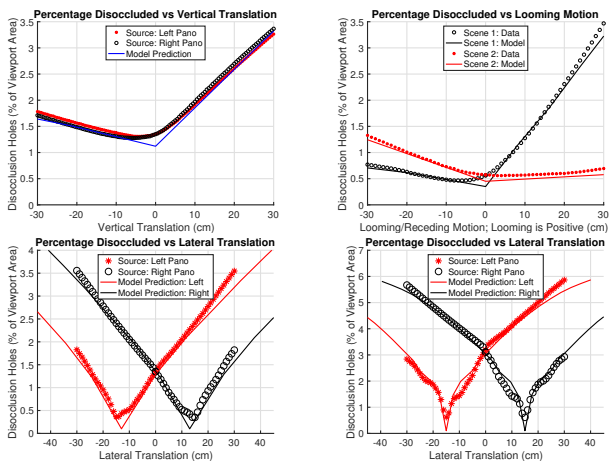 Percentage Disoccluded vs Vertical Translation
Source: Left Pano
Source: Right Pano
Model Prediction
Disocclusion Holes (% of Viewport Area)
3.5
3
2.5
2
1.5
1
0.5
0
-30 -20 -10 0 10 20 30
Vertical Translation (cm)
Percentage Disoccluded vs Looming Motion
Scene 1: Data
Scene 1: Model
Scene 2: Data
Scene 2: Model
Disocclusion Holes (% of Viewport Area)
3.5
3
2.5
2
1.5
1
0.5
0
-30 -20 -10 0 10 20 30
Looming/Receding Motion; Looming is Positive (cm)
Percentage Disoccluded vs Lateral Translation
Source: Left Pano
Source: Right Pano
Model Prediction: Left
Model Prediction: Right
Disocclusion Holes (% of Viewport Area)
4
3.5
3
2.5
2
1.5
1
0.5
0
-40 -30 -20 -10 0 10 20 30 40
Lateral Translation (cm)
Percentage Disoccluded vs Lateral Translation
Source: Left Pano
Source: Right Pano
Model Prediction: Left
Model Prediction: Right
Disocclusion Holes (% of Viewport Area)
7
6
5
4
3
2
1
0
-40 -30 -20 -10 0 10 20 30 40
Lateral Translation (cm)